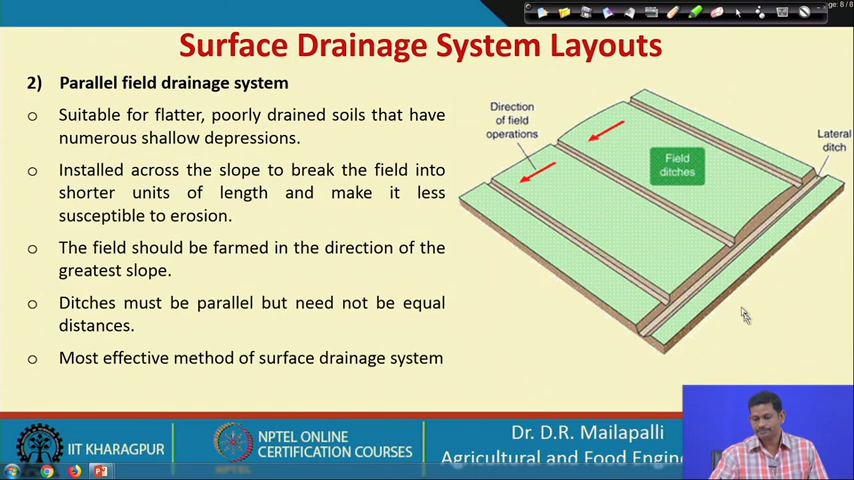 Page: 8 / 8
Surface Drainage System Layouts
2) Parallel field drainage system
o Suitable for flatter, poorly drained soils that have
numerous shallow depressions.
o Installed across the slope to break the field into
shorter units of length and make it less
susceptible to erosion.
o The field should be farmed in the direction of the
greatest slope.
o Ditches must be parallel but need not be equal
distances.
o Most effective method of surface drainage system
Direction
of field
operations
Field
ditches
Lateral
ditch
IIT KHARAGPUR
NPTEL ONLINE
CERTIFICATION COURSES
NPTEL
Dr. D.R. Mailapalli
Agricultural and Food Engine